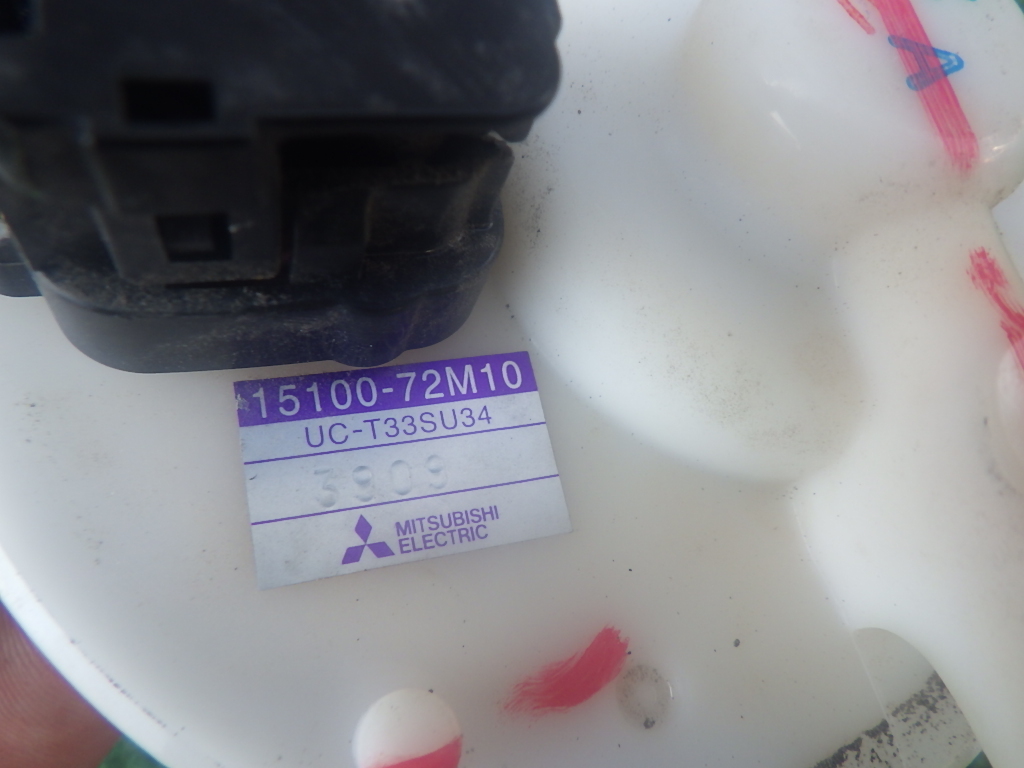 A
15100-72M10
UC-T33SU34
3909
MITSUBISHI
ELECTRIC